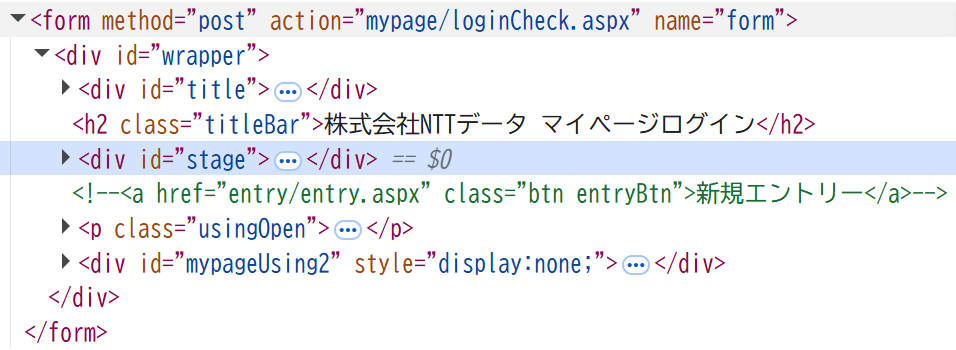 ▼<form method="post" action="mypage/loginCheck.aspx" name="form">
▼<div id="wrapper">
▶<div id="title">…</div>
<h2 class="titleBar">株式会社NTTデータ マイページログイン</h2>
▶<div id="stage">…</div> == $0
<!--<a href="entry/entry.aspx" class="btn entryBtn">新規エントリー</a>-->
▶<p class="usingOpen">…</p>
▶<div id="mypageUsing2" style="display:none;">…</div>
</div>
</form>